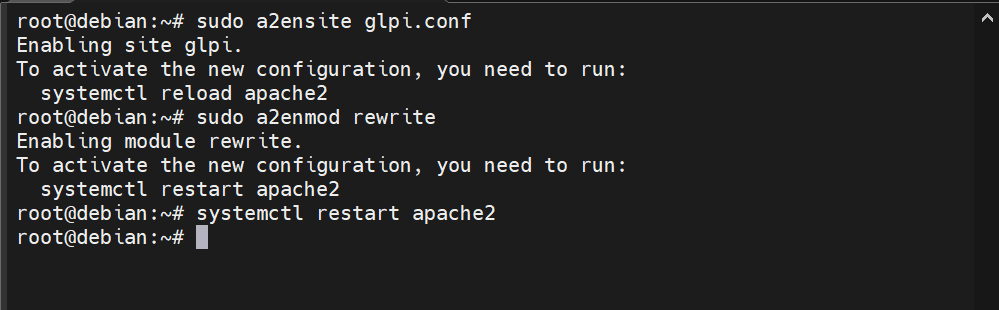 root@debian:~# sudo a2ensite glpi.conf
Enabling site glpi.
To activate the new configuration, you need to run:
  systemctl reload apache2
root@debian:~# sudo a2enmod rewrite
Enabling module rewrite.
To activate the new configuration, you need to run:
  systemctl restart apache2
root@debian:~# systemctl restart apache2
root@debian:~#